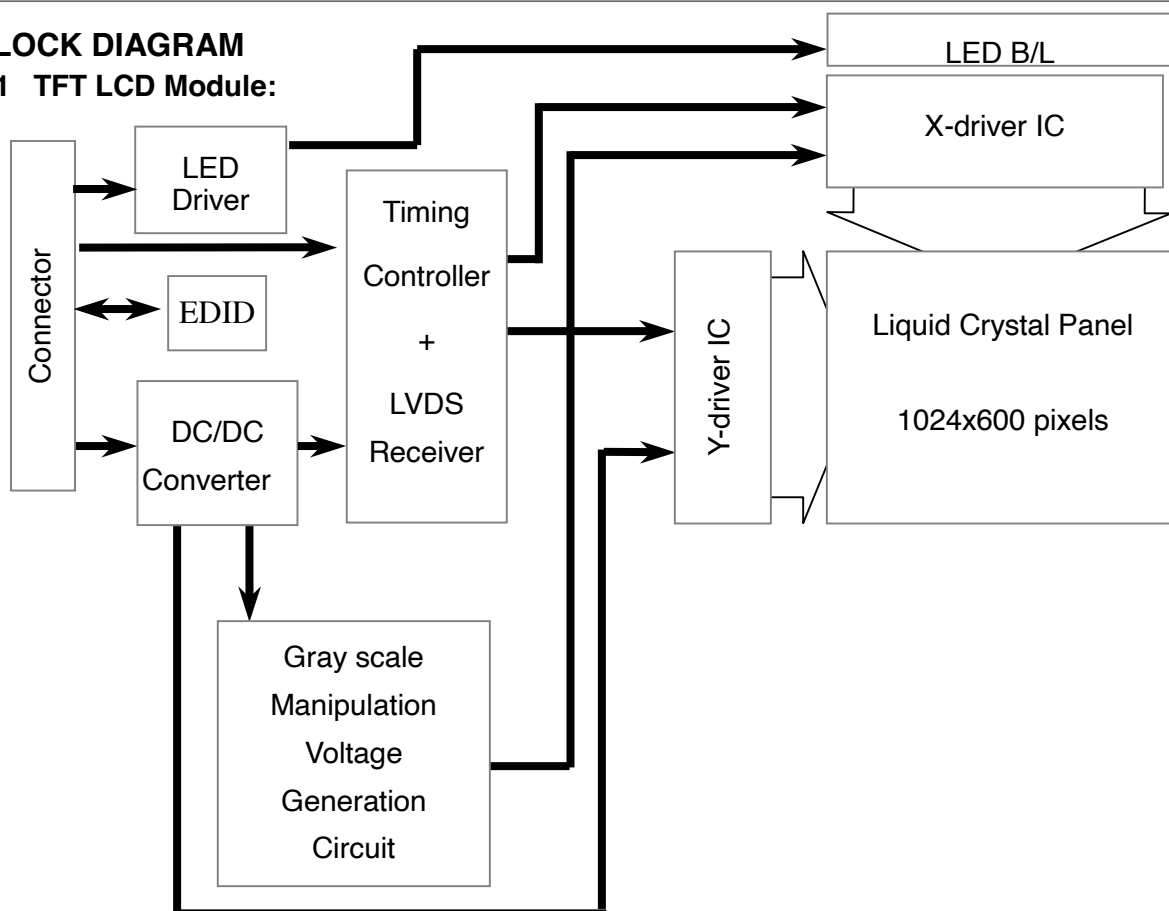 LOCK DIAGRAM
1 TFT LCD Module:
LED B/L
X-driver IC
LED
Driver
Timing
Controller
+
LVDS
Receiver
Connector
EDID
DC/DC
Converter
Y-driver IC
Liquid Crystal Panel
1024x600 pixels
Gray scale
Manipulation
Voltage
Generation
Circuit